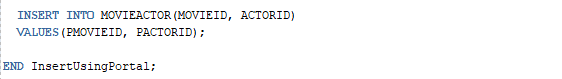 INSERT INTO MOVIEACTOR(MOVIEID, ACTORID)
VALUES(PMOVIEID, PACTORID);
END InsertUsingPortal;